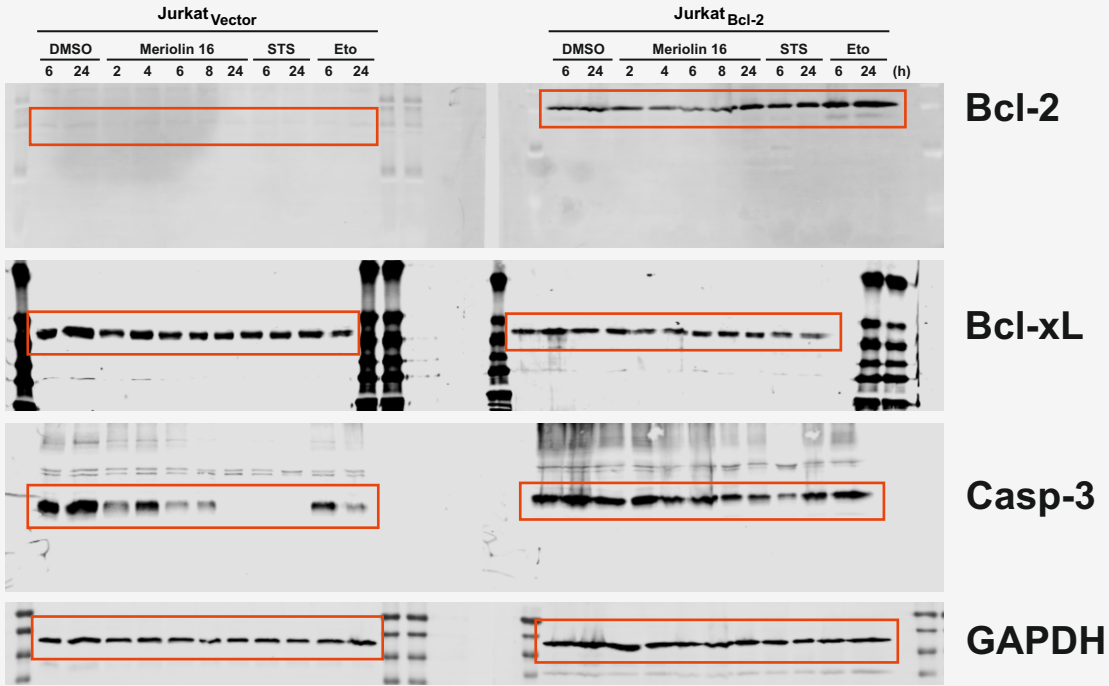 Jurkat Vector Jurkat Bcl-2
DMSO Meriolin 16 STS Eto DMSO Meriolin 16 STS Eto
6 24 2 4 6 8 24 6 24 6 24 6 24 2 4 6 8 24 6 24 6 24 (h)
Bcl-2
Bcl-xL
Casp-3
GAPDH